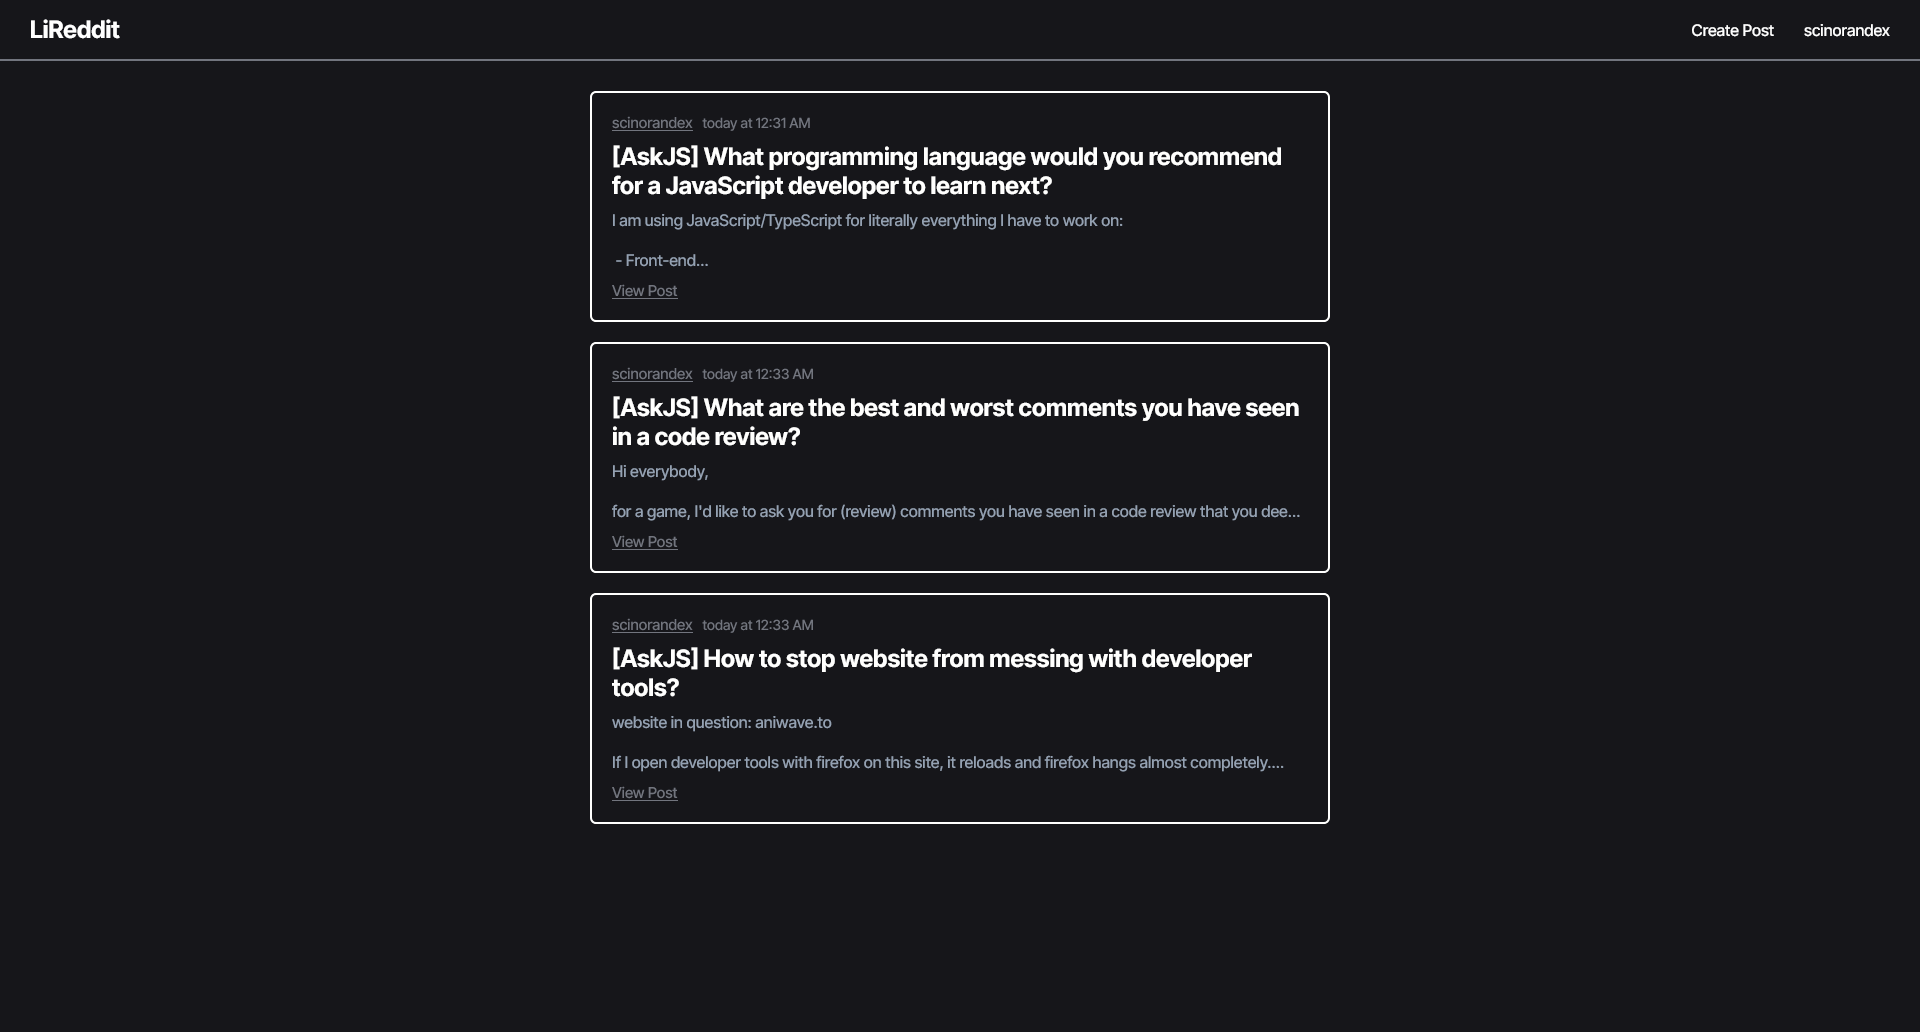 LiReddit
Create Post
scinorandex
scinorandex today at 12:31 AM
[AskJS] What programming language would you recommend
for a JavaScript developer to learn next?
I am using JavaScript/TypeScript for literally everything I have to work on:
- Front-end...
View Post
scinorandex today at 12:33 AM
[AskJS] What are the best and worst comments you have seen
in a code review?
Hi everybody,
for a game, I'd like to ask you for (review) comments you have seen in a code review that you dee...
View Post
scinorandex today at 12:33 AM
[AskJS] How to stop website from messing with developer
tools?
website in question: aniwave.to
If I open developer tools with firefox on this site, it reloads and firefox hangs almost completely....
View Post